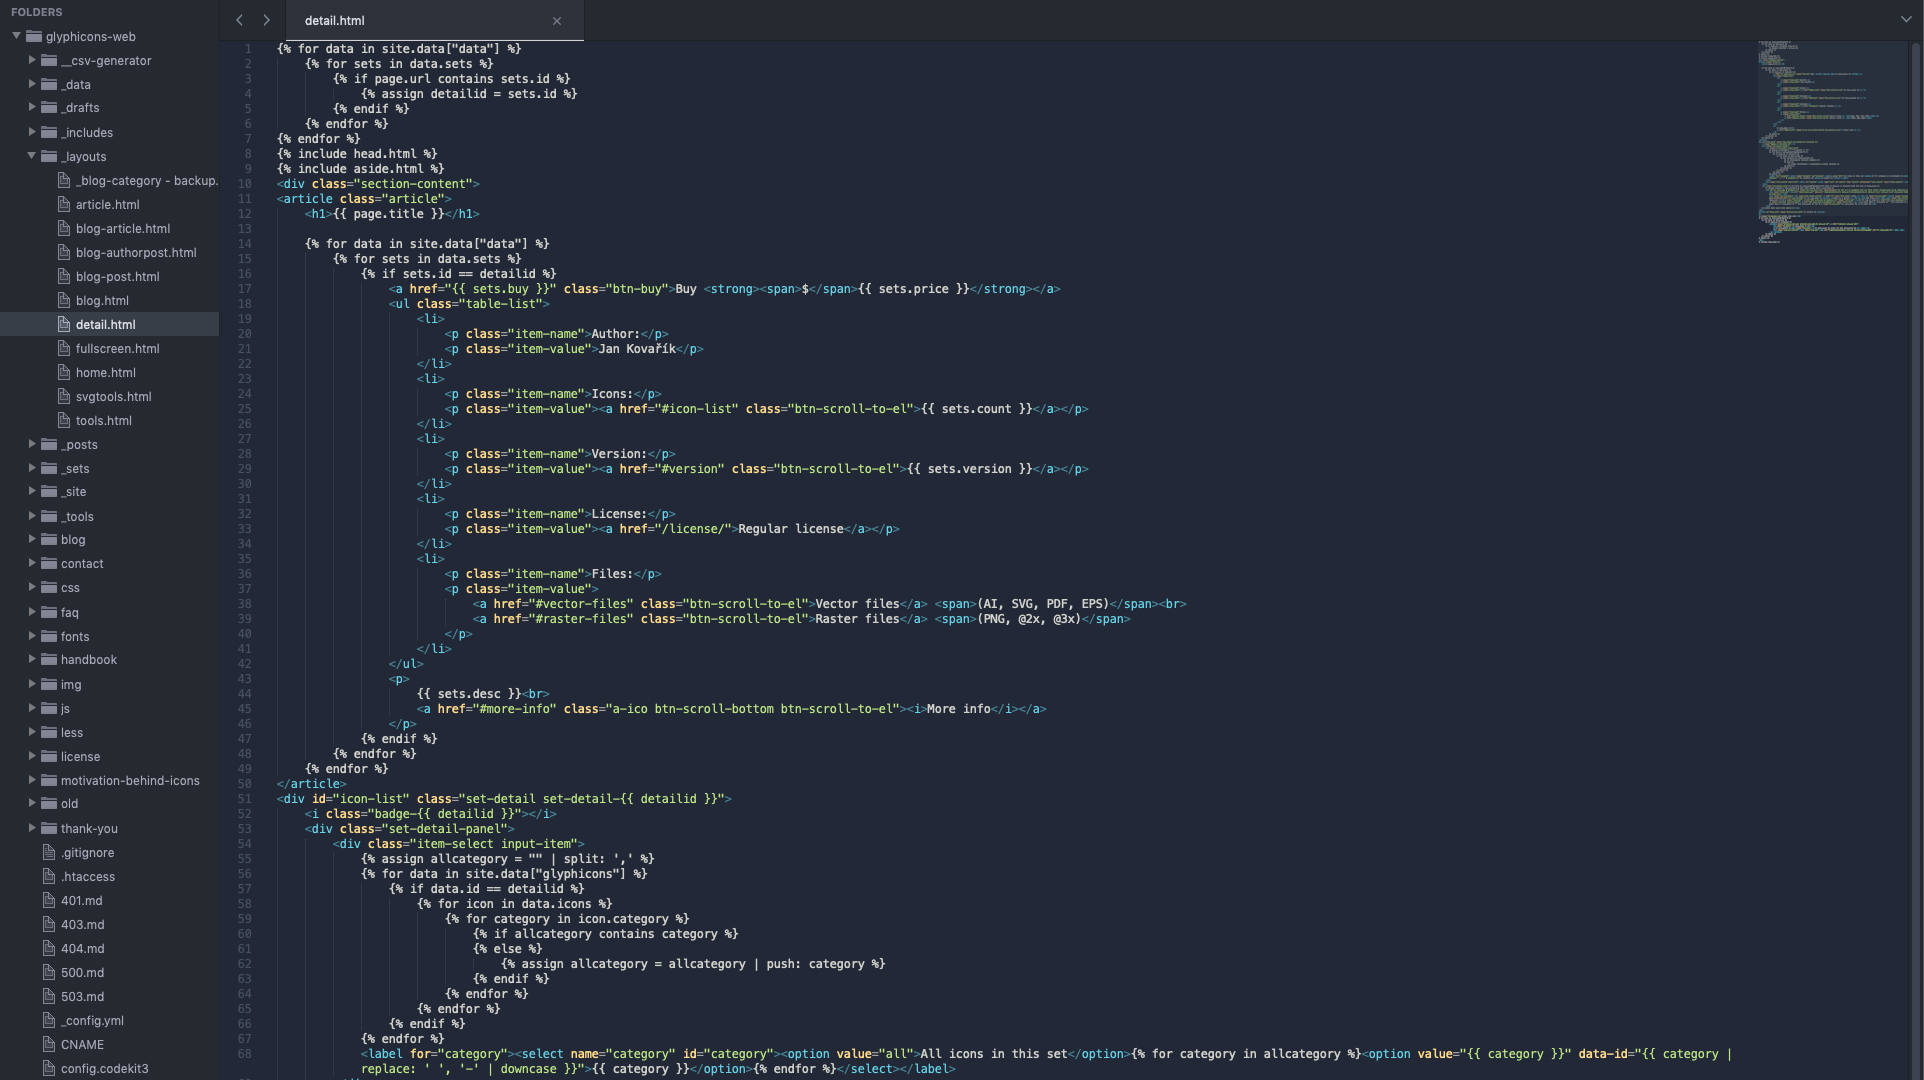 FOLDERS
glyphicons-web
__csv-generator
_data
_drafts
_includes
_layouts
_blog-category - backup.
article.html
blog-article.html
blog-authorpost.html
blog-post.html
blog.html
detail.html
fullscreen.html
home.html
svgtools.html
tools.html
_posts
_sets
_site
_tools
blog
contact
css
faq
fonts
handbook
img
js
less
license
motivation-behind-icons
old
thank-you
.gitignore
.htaccess
401.md
403.md
404.md
500.md
503.md
_config.yml
CNAME
config.codekit3
detail.html
1 {% for data in site.data["data"] %}
2 {% for sets in data.sets %}
3 {% if page.url contains sets.id %}
4 {% assign detailid = sets.id %}
5 {% endif %}
6 {% endfor %}
7 {% endfor %}
8 {% include head.html %}
9 {% include aside.html %}
10 <div class="section-content">
11 <article class="article">
12 <h1>{{ page.title }}</h1>
13
14 {% for data in site.data["data"] %}
15 {% for sets in data.sets %}
16 {% if sets.id == detailid %}
17 <a href="{{ sets.buy }}" class="btn-buy">Buy <strong><span>$</span>{{ sets.price }}</strong></a>
18 <ul class="table-list">
19 <li>
20 <p class="item-name">Author:</p>
21 <p class="item-value">Jan Kovařík</p>
22 </li>
23 <li>
24 <p class="item-name">Icons:</p>
25 <p class="item-value"><a href="#icon-list" class="btn-scroll-to-el">{{ sets.count }}</a></p>
26 </li>
27 <li>
28 <p class="item-name">Version:</p>
29 <p class="item-value"><a href="#version" class="btn-scroll-to-el">{{ sets.version }}</a></p>
30 </li>
31 <li>
32 <p class="item-name">License:</p>
33 <p class="item-value"><a href="/license/">Regular license</a></p>
34 </li>
35 <li>
36 <p class="item-name">Files:</p>
37 <p class="item-value">
38 <a href="#vector-files" class="btn-scroll-to-el">Vector files</a> <span>(AI, SVG, PDF, EPS)</span><br>
39 <a href="#raster-files" class="btn-scroll-to-el">Raster files</a> <span>(PNG, @2x, @3x)</span>
40 </p>
41 </li>
42 </ul>
43 <p>
44 {{ sets.desc }}<br>
45 <a href="#more-info" class="a-ico btn-scroll-bottom btn-scroll-to-el"><i>More info</i></a>
46 </p>
47 {% endif %}
48 {% endfor %}
49 {% endfor %}
50 </article>
51 <div id="icon-list" class="set-detail set-detail-{{ detailid }}">
52 <i class="badge-{{ detailid }}"></i>
53 <div class="set-detail-panel">
54 <div class="item-select input-item">
55 {% assign allcategory = "" | split: ',' %}
56 {% for data in site.data["glyphicons"] %}
57 {% if data.id == detailid %}
58 {% for icon in data.icons %}
59 {% for category in icon.category %}
60 {% if allcategory contains category %}
61 {% else %}
62 {% assign allcategory = allcategory | push: category %}
63 {% endif %}
64 {% endfor %}
65 {% endfor %}
66 {% endif %}
67 {% endfor %}
68 <label for="category"><select name="category" id="category"><option value="all">All icons in this set</option>{% for category in allcategory %}<option value="{{ category }}" data-id="{{ category |
replace: ' ', '-' | downcase }}">{{ category }}</option>{% endfor %}</select></label>